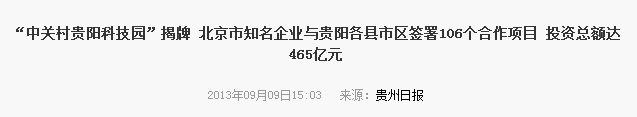 “中关村贵阳科技园”揭牌 北京市知名企业与贵阳各县市区签署106个合作项目 投资总额达
465亿元
2013年09月09日15:03 来源：贵州日报